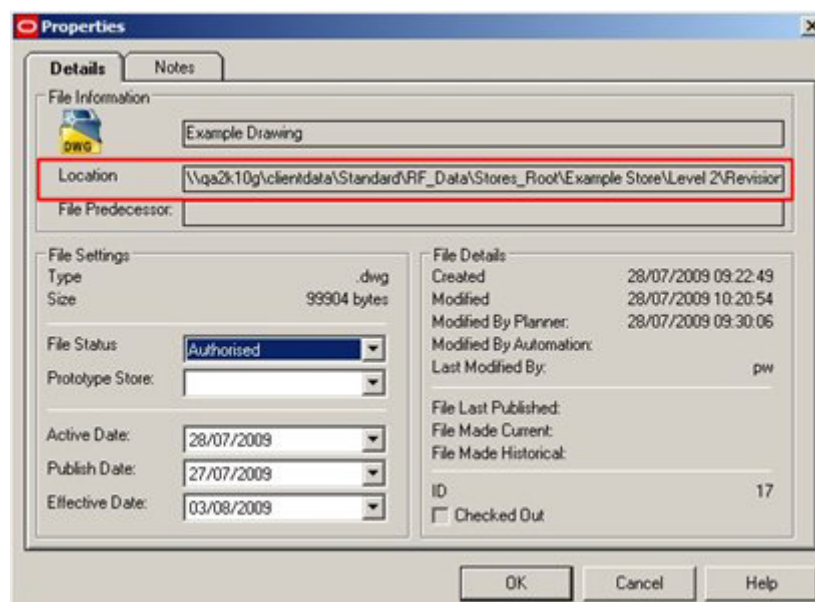 Properties
Details Notes
File Information
DWG
Example Drawing
Location \\qa2k10g\clientdata\Standard\RF_Data\Stores_Root\Example Store\Level 2\Revision
File Predecessor:
File Settings
Type .dwg
Size 99904 bytes
File Status Authorised
Prototype Store:
Active Date: 28/07/2009
Publish Date: 27/07/2009
Effective Date: 03/08/2009
File Details
Created 28/07/2009 09:22:49
Modified 28/07/2009 10:20:54
Modified By Planner: 28/07/2009 09:30:06
Modified By Automation:
Last Modified By: pw
File Last Published:
File Made Current:
File Made Historical:
ID 17
Checked Out
OK Cancel Help